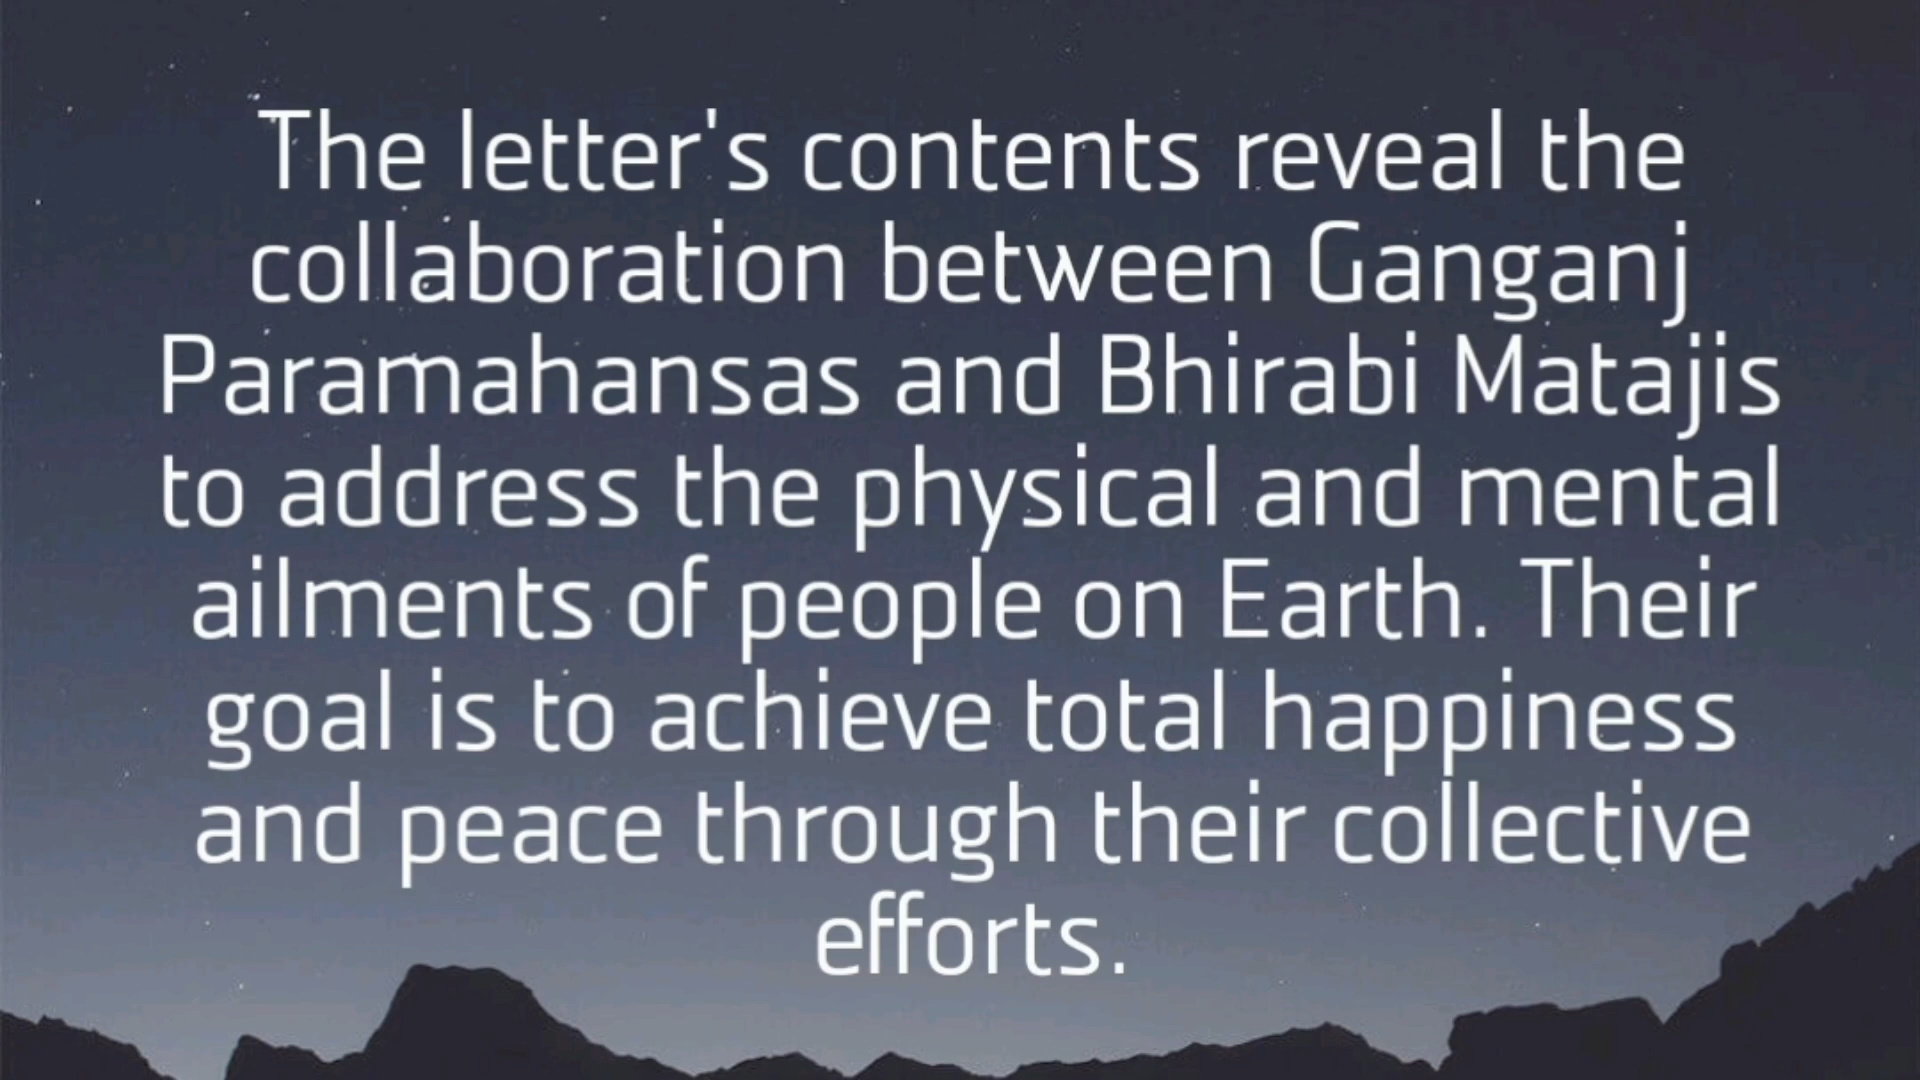 The letter's contents reveal the
collaboration between Ganganj
Paramahansas and Bhirabi Matajis
to address the physical and mental
ailments of people on Earth. Their
goal is to achieve total happiness
and peace through their collective
efforts.